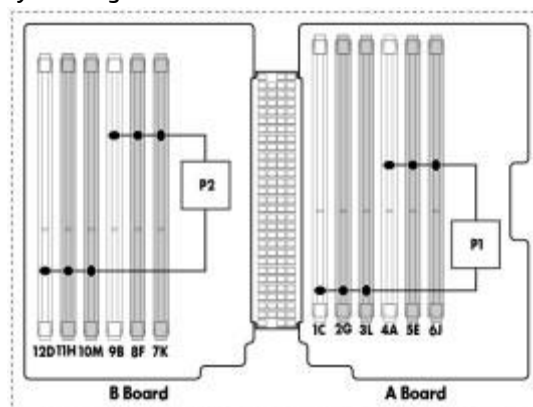 P2
P1
1C 2G 3L 4A 5E 6J
12D 11H 10M 9B 8F 7K
B Board
A Board